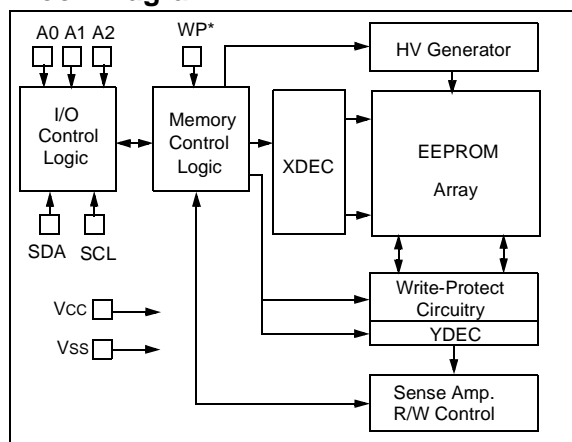 A0 A1 A2
WP*
HV Generator
I/O
Control
Logic
Memory
Control
Logic
XDEC
EEPROM
Array
SDA
SCL
Write-Protect
Circuitry
YDEC
VCC
VSS
Sense Amp.
R/W Control